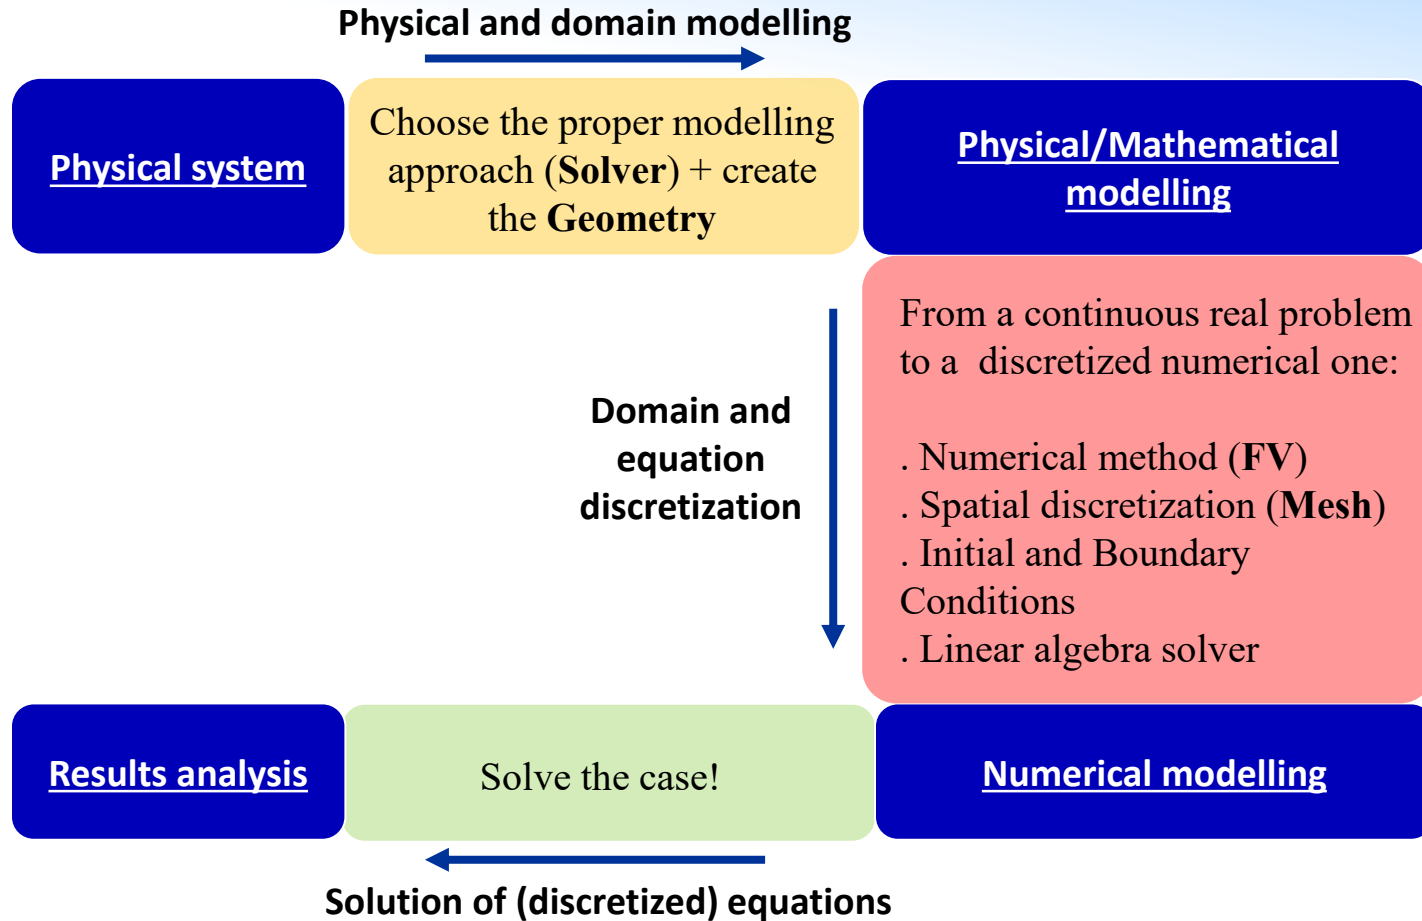 Physical and domain modelling
Physical system
Choose the proper modelling
approach (Solver) + create
the Geometry
Physical/Mathematical
modelling
From a continuous real problem
to a  discretized numerical one:
. Numerical method (FV)
. Spatial discretization (Mesh)
. Initial and Boundary
Conditions
. Linear algebra solver
Domain and
equation
discretization
Results analysis
Solve the case!
Numerical modelling
Solution of (discretized) equations